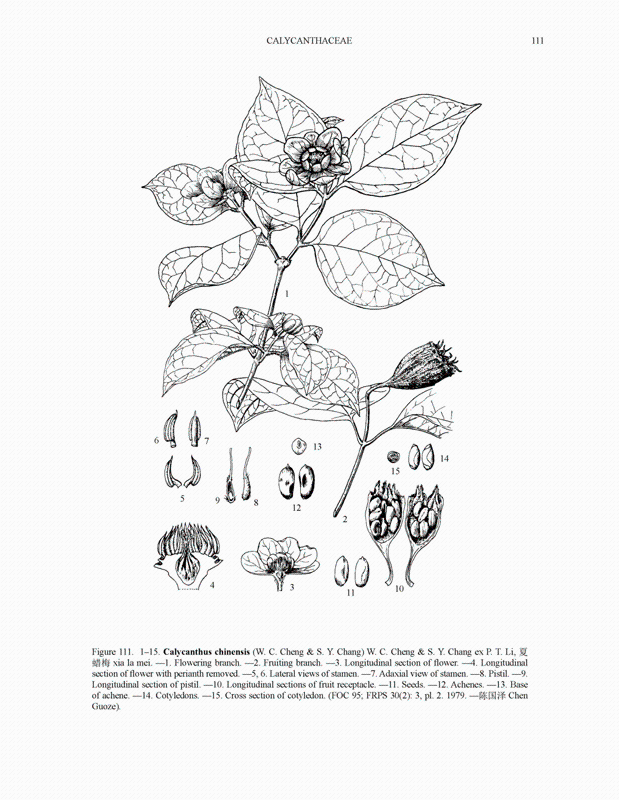 CALYCANTHACEAE 111
1
2
3
4
5
6
7
8
9
10
11
12
13
14
15
Figure 111. 1–15. Calycanthus chinensis (W. C. Cheng & S. Y. Chang) W. C. Cheng & S. Y. Chang ex P. T. Li, 夏
蜡梅 xia la mei. —1. Flowering branch. —2. Fruiting branch. —3. Longitudinal section of flower. —4. Longitudinal
section of flower with perianth removed. —5, 6. Lateral views of stamen. —7. Adaxial view of stamen. —8. Pistil. —9.
Longitudinal section of pistil. —10. Longitudinal sections of fruit receptacle. —11. Seeds. —12. Achenes. —13. Base
of achene. —14. Cotyledons. —15. Cross section of cotyledon. (FOC 95; FRPS 30(2): 3, pl. 2. 1979. —陈国泽 Chen
Guoze).